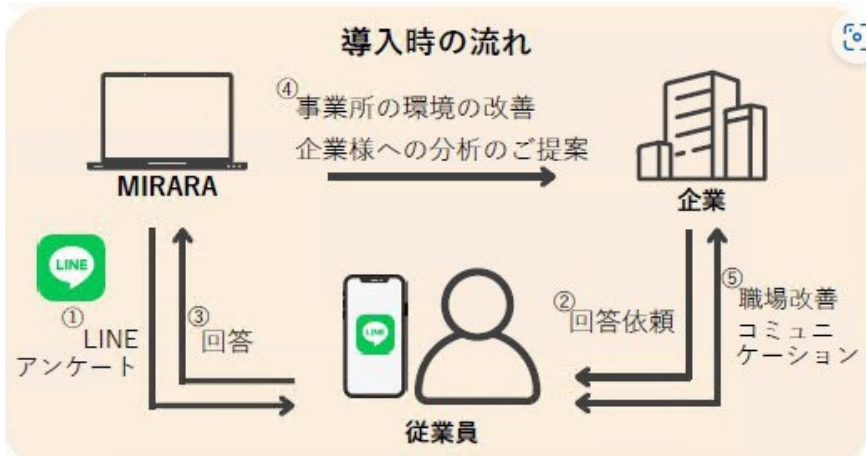 導入時の流れ
④
事業所の環境の改善
企業様への分析のご提案
MIRARA
企業
LINE
①
LINE
アンケート
③
回答
LINE
②
回答依頼
⑤
職場改善
コミュニ
ケーション
従業員